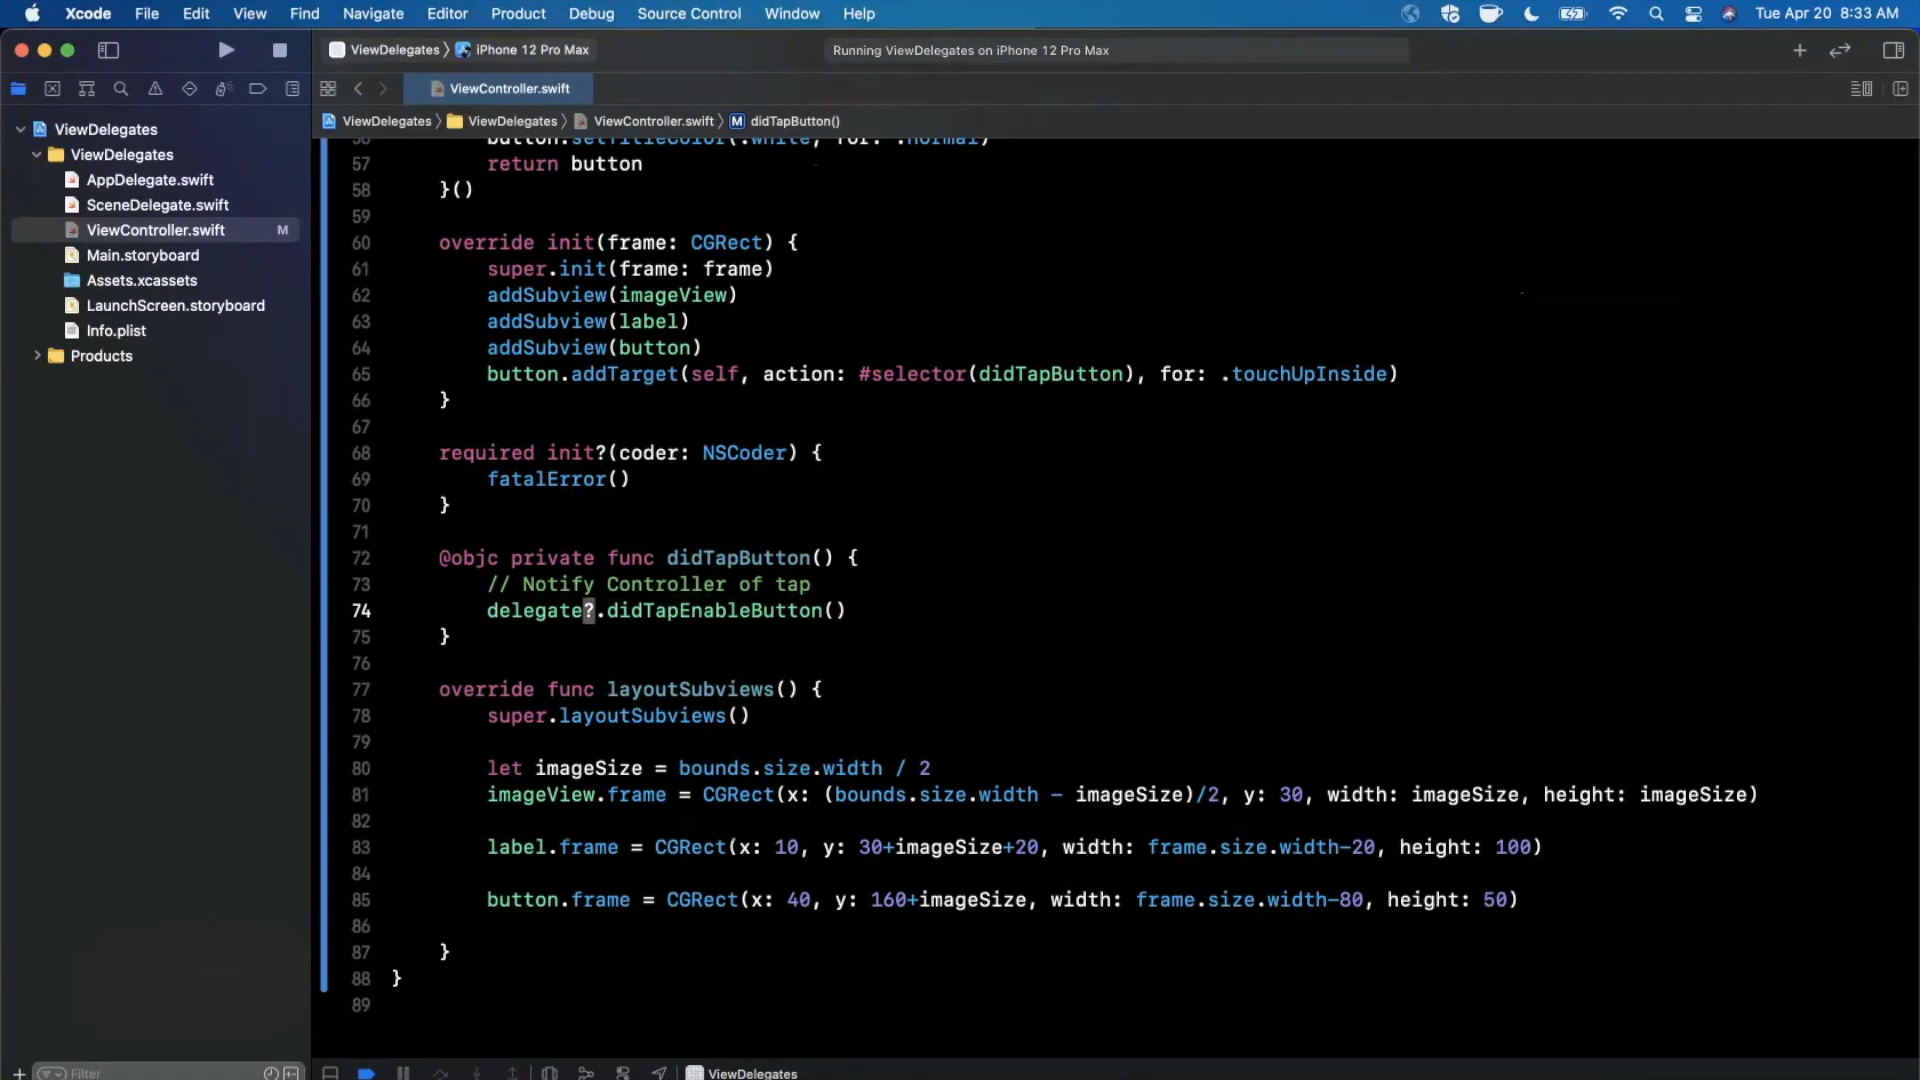 Xcode File Edit View Find Navigate Editor Product Debug Source Control Window Help Tue Apr 20 8:33 AM
ViewDelegates 〉 iPhone 12 Pro Max Running ViewDelegates on iPhone 12 Pro Max
ViewController.swift
ViewDelegates 〉 ViewDelegates 〉 ViewController.swift 〉 M didTapButton()
ViewDelegates
ViewDelegates
AppDelegate.swift
SceneDelegate.swift
ViewController.swift M
Main.storyboard
Assets.xcassets
LaunchScreen.storyboard
Info.plist
Products
Filter
56 button.setTitleColor(.white, for: .normal)
57 return button
58 }()
59
60 override init(frame: CGRect) {
61 super.init(frame: frame)
62 addSubview(imageView)
63 addSubview(label)
64 addSubview(button)
65 button.addTarget(self, action: #selector(didTapButton), for: .touchUpInside)
66 }
67
68 required init?(coder: NSCoder) {
69 fatalError()
70 }
71
72 @objc private func didTapButton() {
73 // Notify Controller of tap
74 delegate?.didTapEnableButton()
75 }
76
77 override func layoutSubviews() {
78 super.layoutSubviews()
79
80 let imageSize = bounds.size.width / 2
81 imageView.frame = CGRect(x: (bounds.size.width - imageSize)/2, y: 30, width: imageSize, height: imageSize)
82
83 label.frame = CGRect(x: 10, y: 30+imageSize+20, width: frame.size.width-20, height: 100)
84
85 button.frame = CGRect(x: 40, y: 160+imageSize, width: frame.size.width-80, height: 50)
86
87 }
88 }
89
ViewDelegates